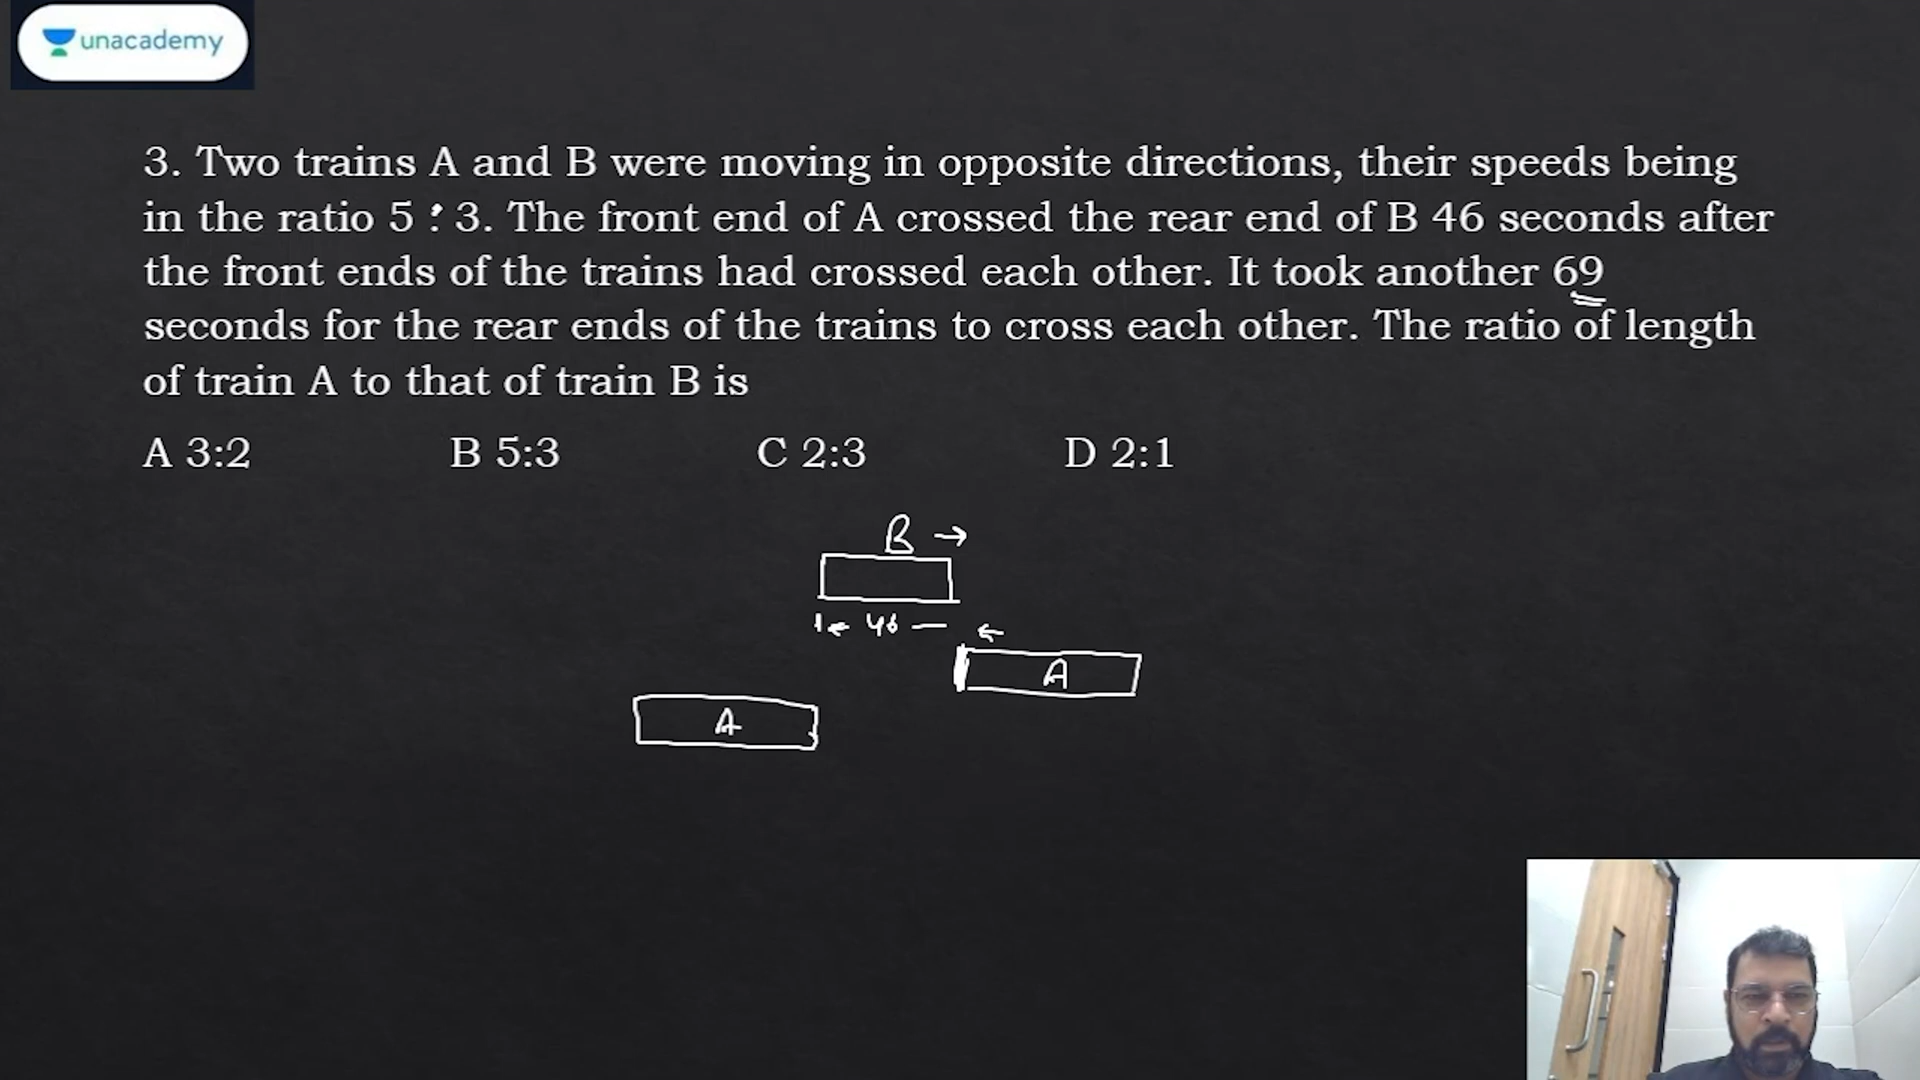 unacademy
3. Two trains A and B were moving in opposite directions, their speeds being
in the ratio 5 : 3. The front end of A crossed the rear end of B 46 seconds after
the front ends of the trains had crossed each other. It took another 69
seconds for the rear ends of the trains to cross each other. The ratio of length
of train A to that of train B is
A 3:2 B 5:3 C 2:3 D 2:1
B →
46
←
A
A